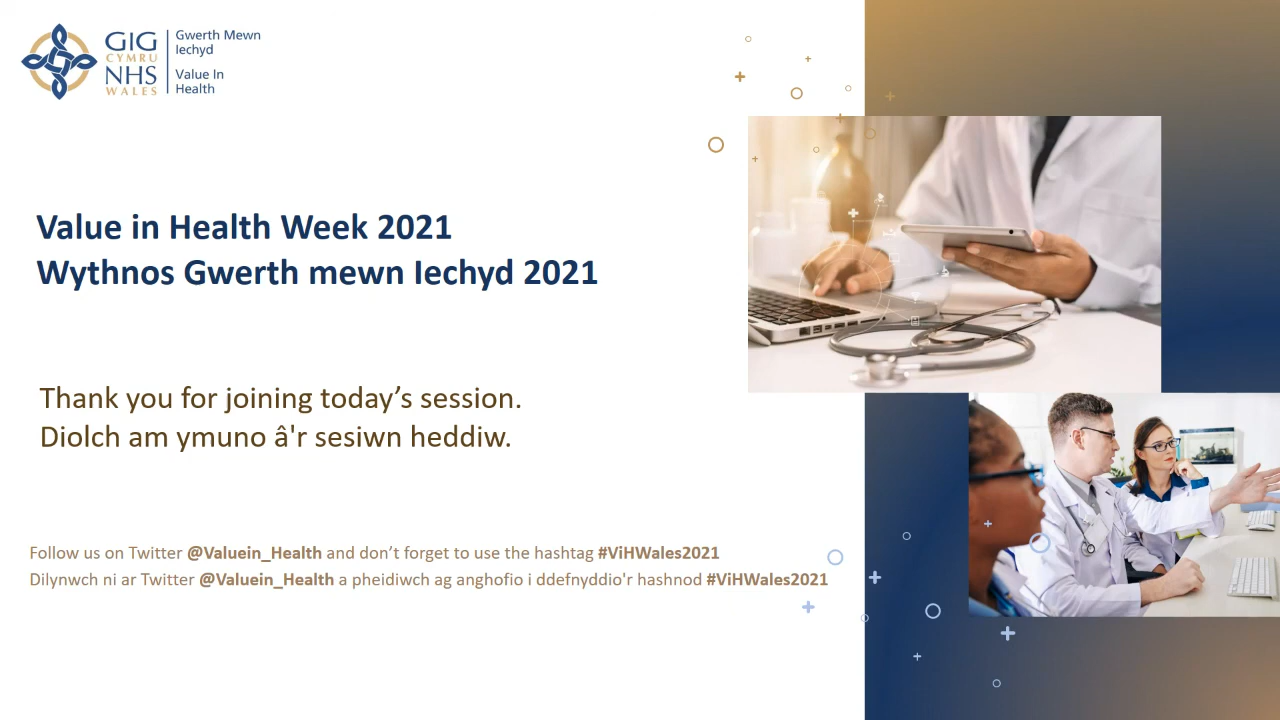 GIG
CYMRU
NHS
WALES
Gwerth Mewn
Iechyd
Value In
Health
Value in Health Week 2021
Wythnos Gwerth mewn Iechyd 2021
Thank you for joining today’s session.
Diolch am ymuno â'r sesiwn heddiw.
Follow us on Twitter @Valuein_Health and don’t forget to use the hashtag #ViHWales2021
Dilynwch ni ar Twitter @Valuein_Health a pheidiwch ag anghofio i ddefnyddio'r hashnod #ViHWales2021